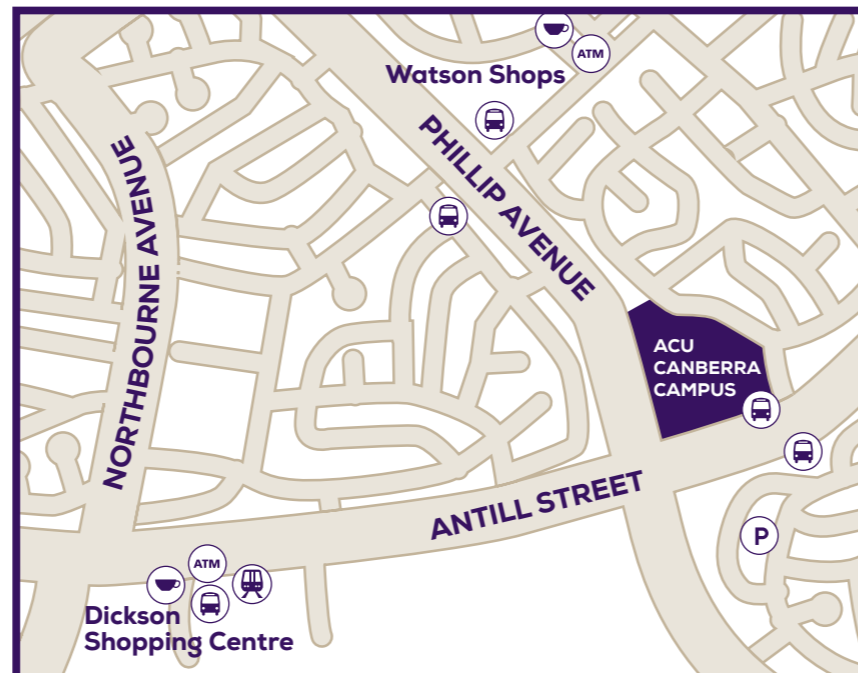 ATM
Watson Shops
PHILLIP AVENUE
NORTHBOURNE AVENUE
ACU
CANBERRA
CAMPUS
ANTILL STREET
P
ATM
Dickson
Shopping Centre